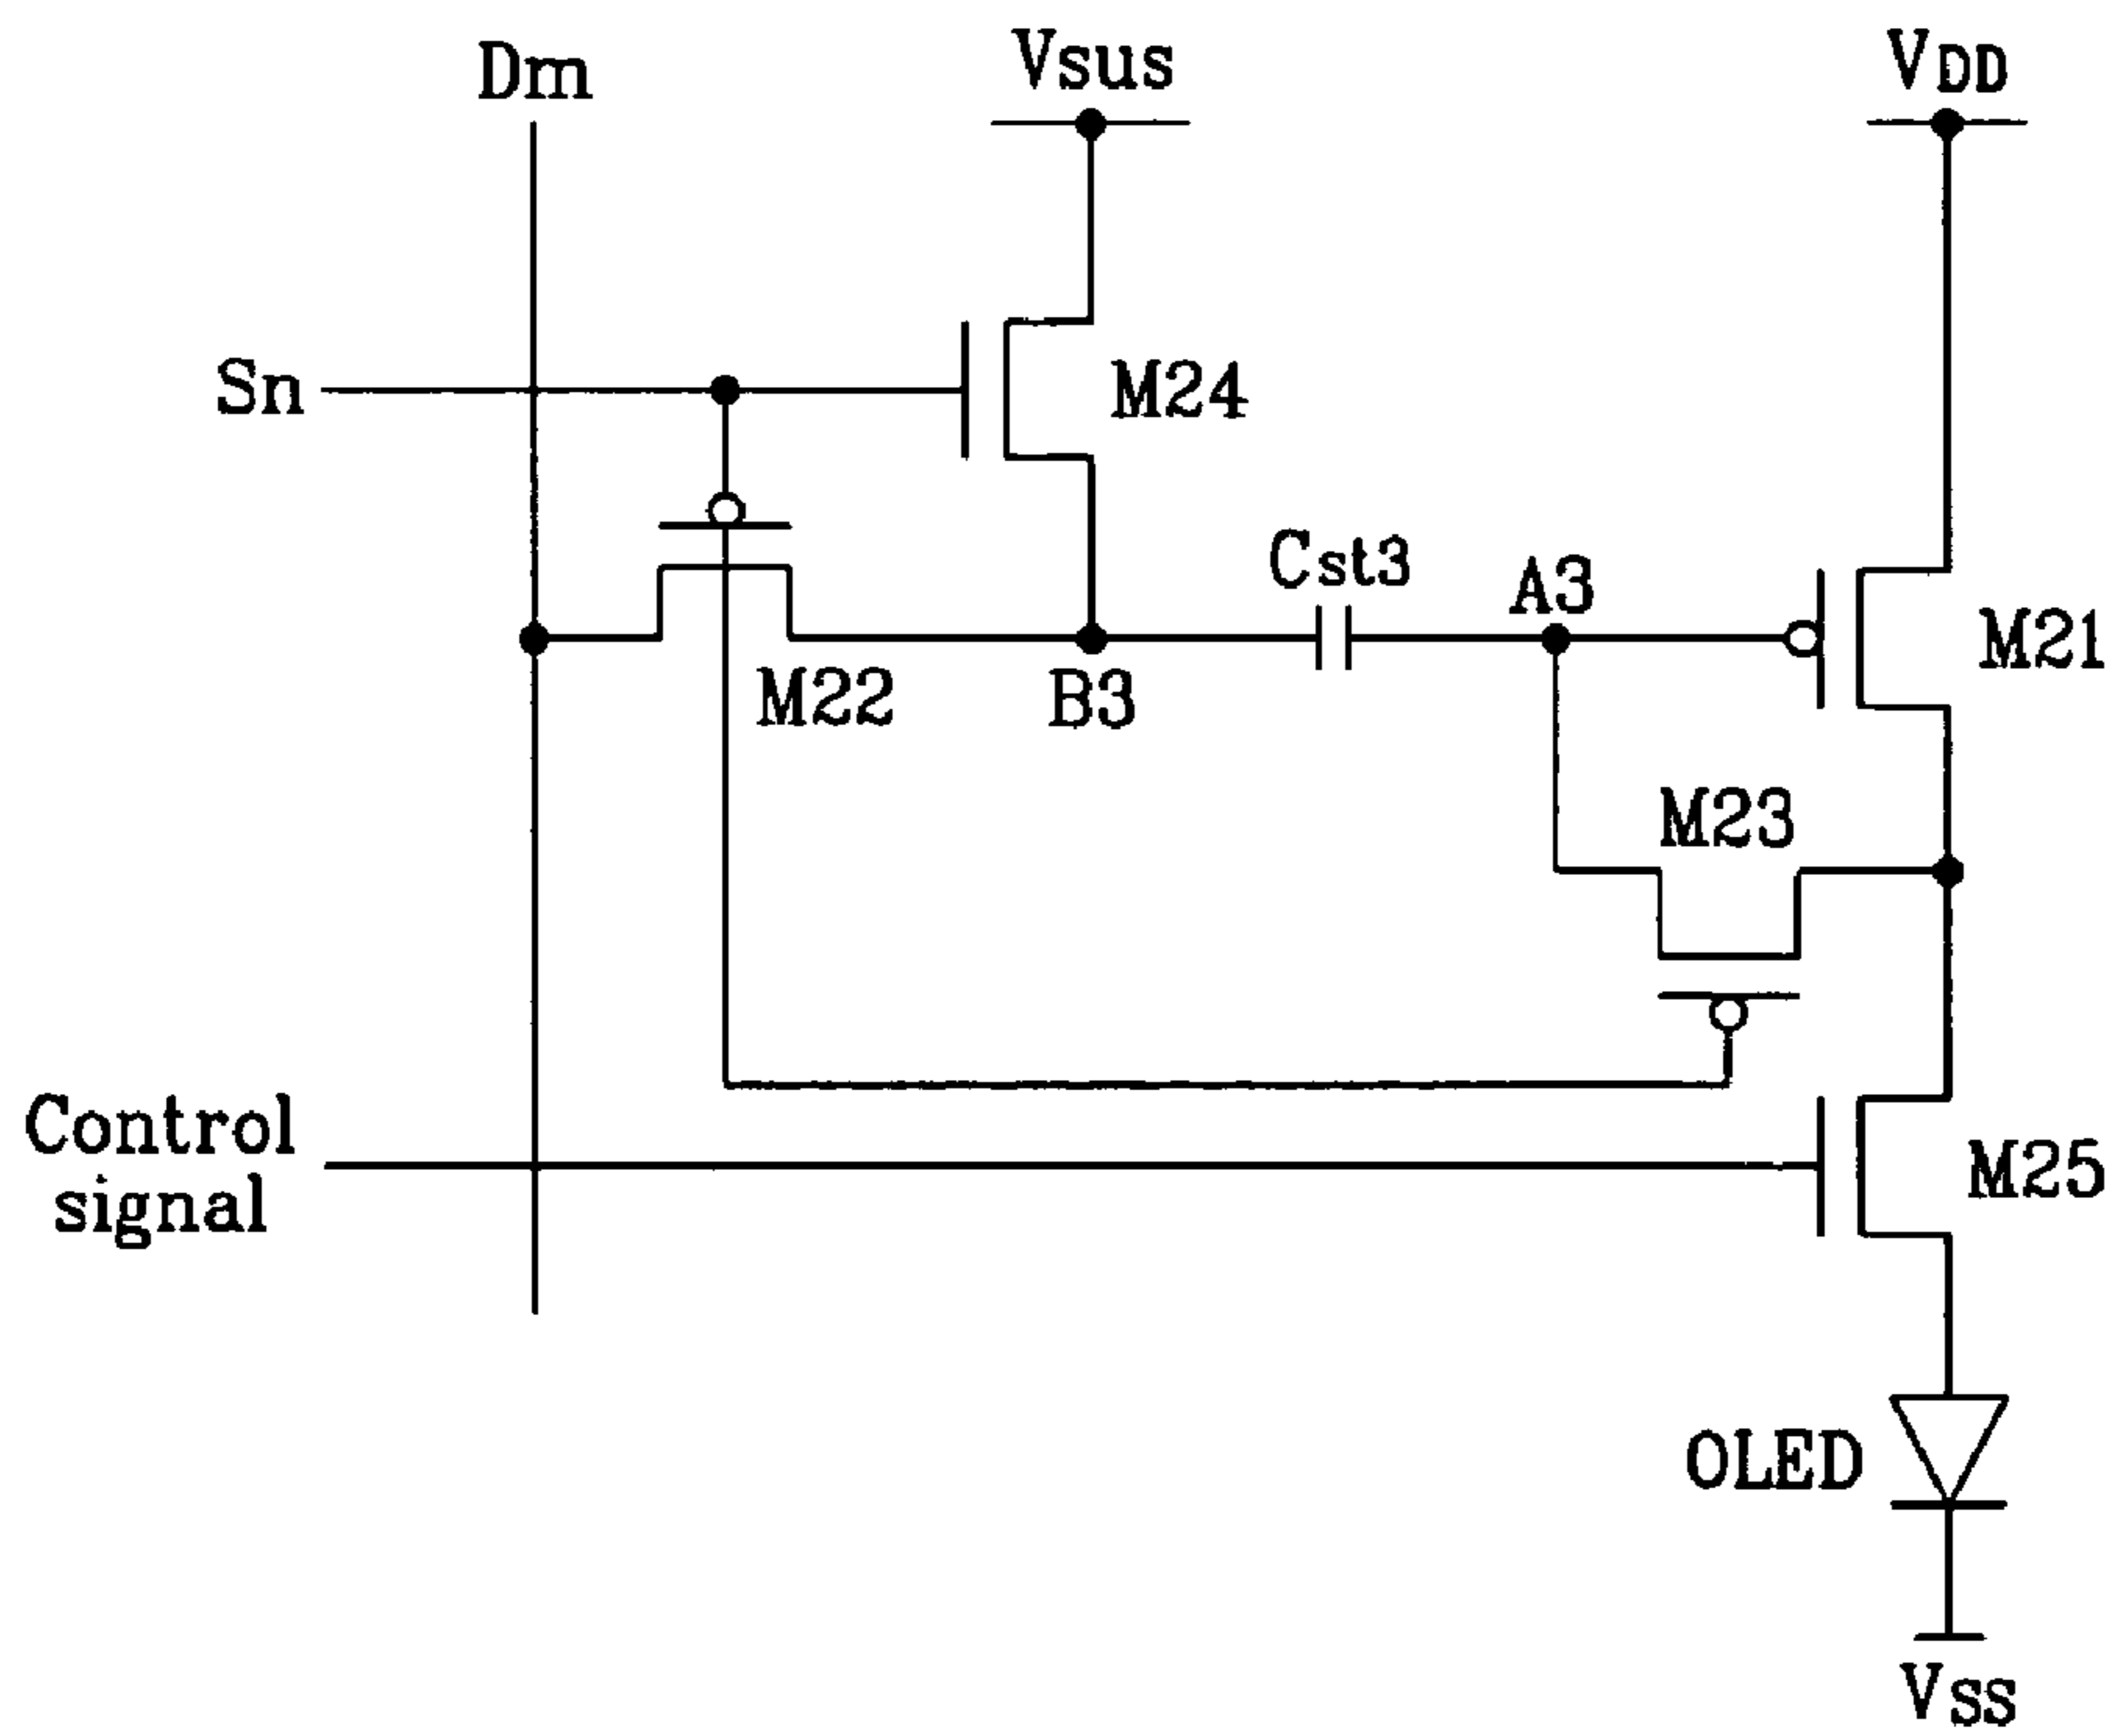 Dm
Vsus
VDD
Sn
M24
Cst3
A3
M21
M22
B3
M23
Control
signal
M25
OLED
VSS